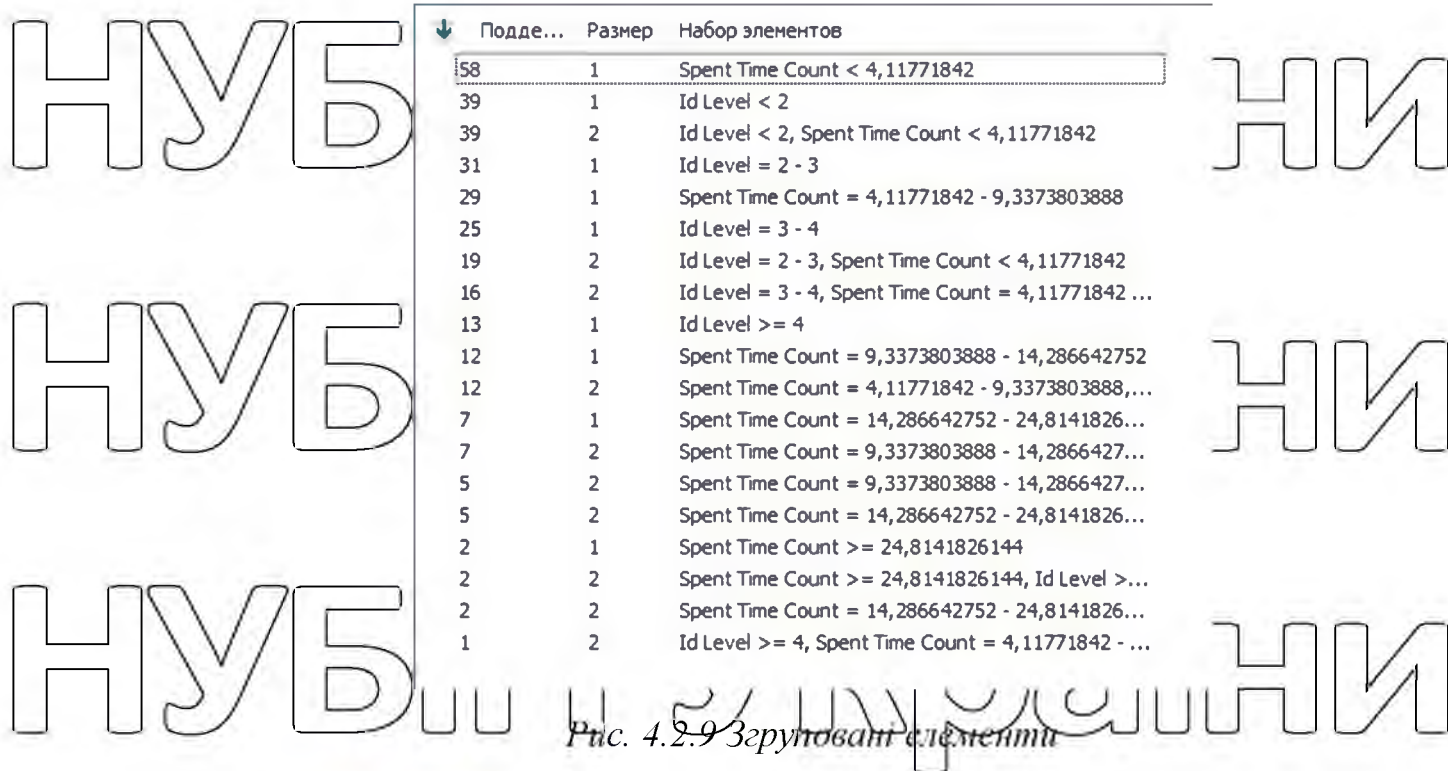 Подде... Размер Набор элементов
58 1 Spent Time Count < 4,11771842
39 1 Id Level < 2
39 2 Id Level < 2, Spent Time Count < 4,11771842
31 1 Id Level = 2 - 3
29 1 Spent Time Count = 4,11771842 - 9,3373803888
25 1 Id Level = 3 - 4
19 2 Id Level = 2 - 3, Spent Time Count < 4,11771842
16 2 Id Level = 3 - 4, Spent Time Count = 4,11771842 ...
13 1 Id Level >= 4
12 1 Spent Time Count = 9,3373803888 - 14,286642752
12 2 Spent Time Count = 4,11771842 - 9,3373803888,...
7 1 Spent Time Count = 14,286642752 - 24,8141826...
7 2 Spent Time Count = 9,3373803888 - 14,2866427...
5 2 Spent Time Count = 9,3373803888 - 14,2866427...
5 2 Spent Time Count = 14,286642752 - 24,8141826...
2 1 Spent Time Count >= 24,8141826144
2 2 Spent Time Count >= 24,8141826144, Id Level >...
2 2 Spent Time Count = 14,286642752 - 24,8141826...
1 2 Id Level >= 4, Spent Time Count = 4,11771842 - ...
НУБ НИ
НУБ НИ
НУБ НИ
Рис. 4.2.9 Згруповані елементи